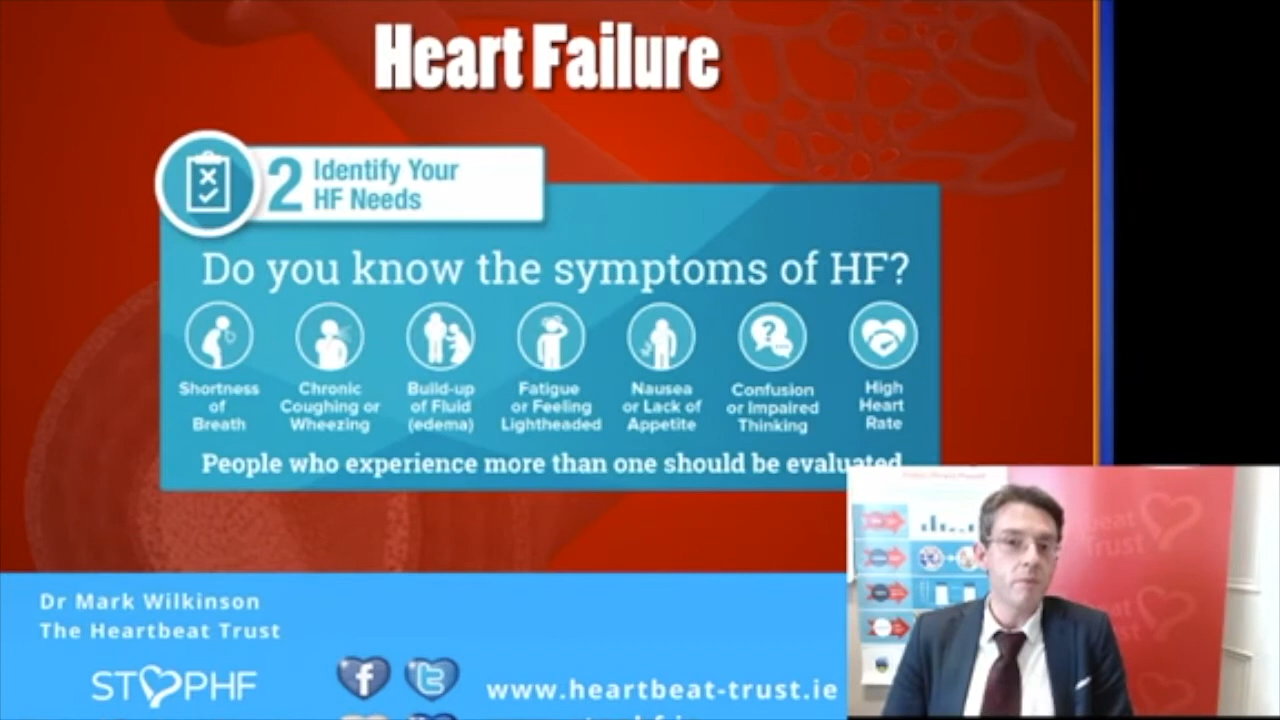 Heart Failure
2 Identify Your
HF Needs
Do you know the symptoms of HF?
Shortness
of
Breath
Chronic
Coughing or
Wheezing
Build-up
of Fluid
(edema)
Fatigue
or Feeling
Lightheaded
Nausea
or Lack of
Appetite
?
Confusion
or Impaired
Thinking
High
Heart
Rate
People who experience more than one should be evaluated
beat
Trust
Dr Mark Wilkinson
The Heartbeat Trust
STOPHF
f
t
www.heartbeat-trust.ie